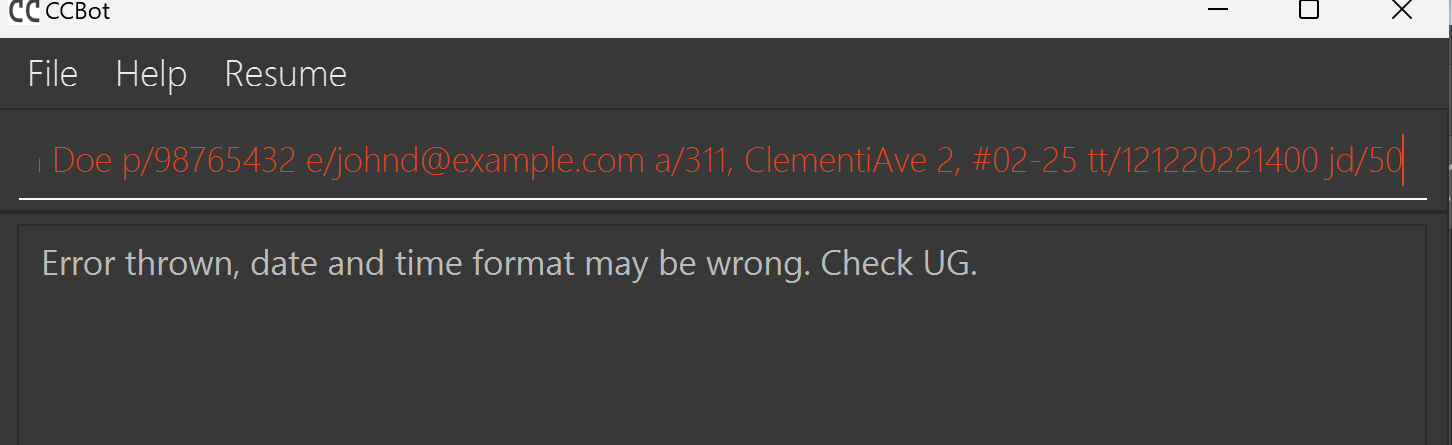 CC CCBot
File Help Resume
Doe p/98765432 e/johnd@example.com a/311, ClementiAve 2, #02-25 tt/121220221400 jd/50
Error thrown, date and time format may be wrong. Check UG.